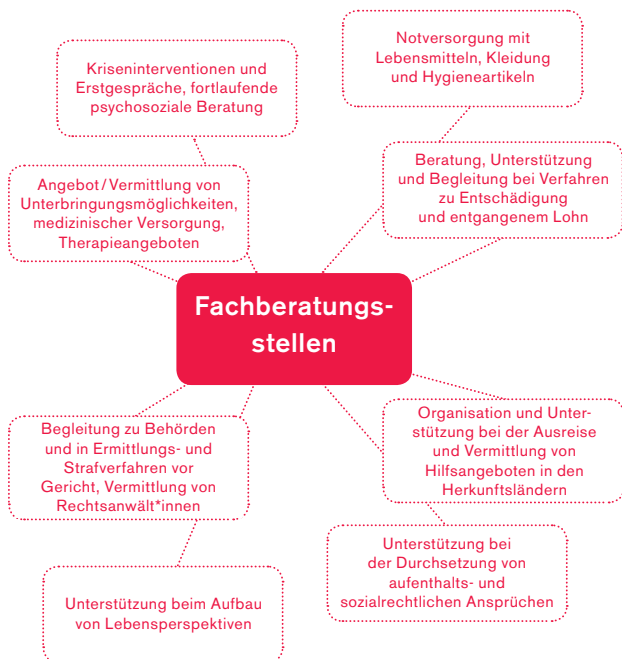 Kriseninterventionen und
Erstgespräche, fortlaufende
psychosoziale Beratung
Notversorgung mit
Lebensmitteln, Kleidung
und Hygieneartikeln
Angebot/Vermittlung von
Unterbringungsmöglichkeiten,
medizinischer Versorgung,
Therapieangeboten
Beratung, Unterstützung
und Begleitung bei Verfahren
zu Entschädigung
und entgangenem Lohn
Fachberatungs-
stellen
Begleitung zu Behörden
und in Ermittlungs- und
Strafverfahren vor
Gericht, Vermittlung von
Rechtsanwält*innen
Organisation und Unter-
stützung bei der Ausreise
und Vermittlung von
Hilfsangeboten in den
Herkunftsländern
Unterstützung beim Aufbau
von Lebensperspektiven
Unterstützung bei
der Durchsetzung von
aufenthalts- und
sozialrechtlichen Ansprüchen